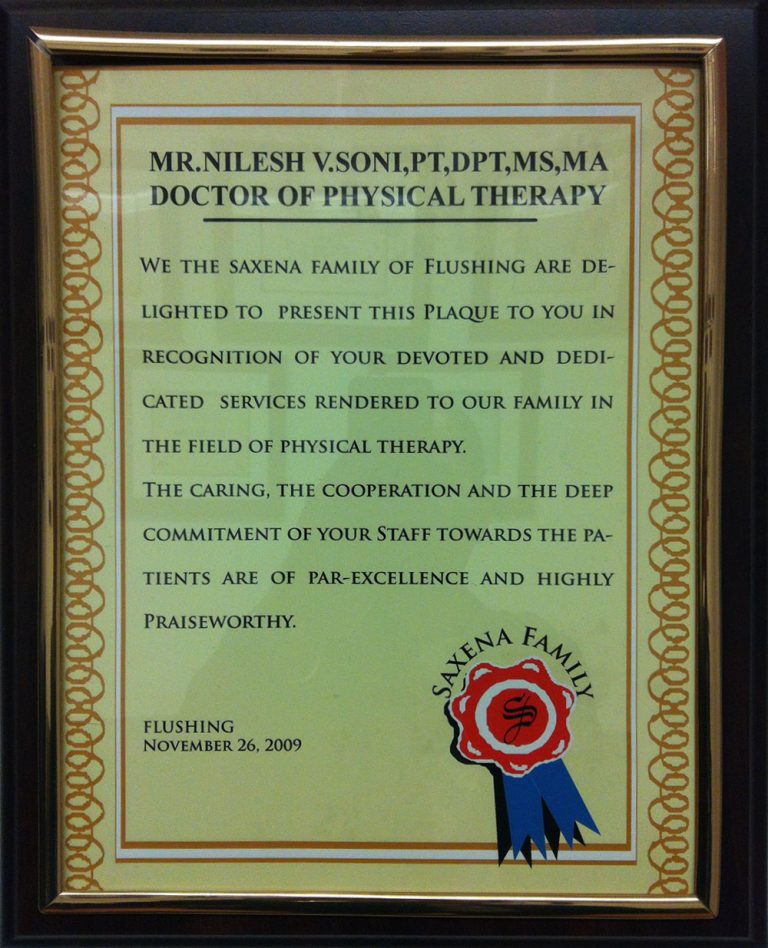 MR.NILESH V.SONI,PT,DPT,MS,MA
DOCTOR OF PHYSICAL THERAPY
WE THE SAXENA FAMILY OF FLUSHING ARE DE-
LIGHTED TO PRESENT THIS PLAQUE TO YOU IN
RECOGNITION OF YOUR DEVOTED AND DEDI-
CATED SERVICES RENDERED TO OUR FAMILY IN
THE FIELD OF PHYSICAL THERAPY.
THE CARING, THE COOPERATION AND THE DEEP
COMMITMENT OF YOUR STAFF TOWARDS THE PA-
TIENTS ARE OF PAR-EXCELLENCE AND HIGHLY
PRAISEWORTHY.
SAXENA FAMILY
S
FLUSHING
NOVEMBER 26, 2009